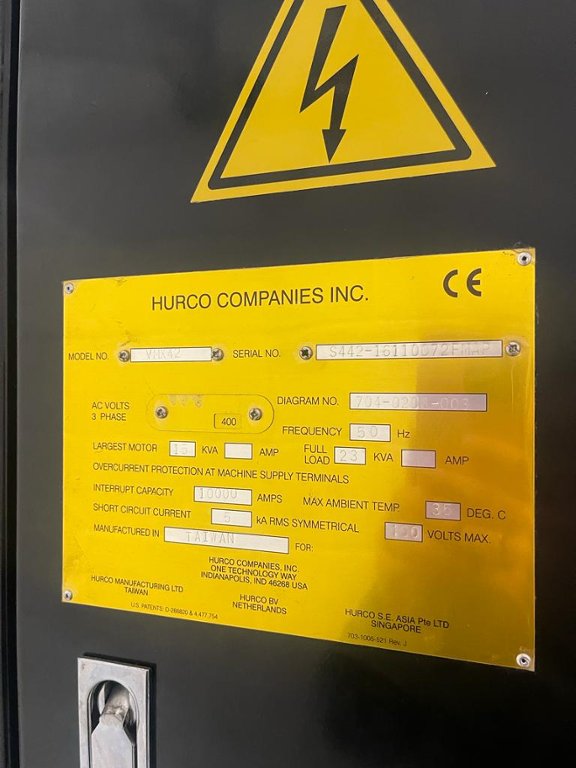 HURCO COMPANIES INC.
CE
MODEL NO. VMX42 SERIAL NO.
AC VOLTS
3 PHASE
400
DIAGRAM NO.
FREQUENCY 50 Hz
LARGEST MOTOR 15 KVA AMP
FULL
LOAD 23 KVA AMP
OVERCURRENT PROTECTION AT MACHINE SUPPLY TERMINALS
INTERRUPT CAPACITY 10000 AMPS
MAX AMBIENT TEMP. 35 DEG. C
SHORT CIRCUIT CURRENT 5 kA RMS SYMMETRICAL VOLTS MAX.
MANUFACTURED IN TAIWAN FOR:
HURCO COMPANIES, INC.
ONE TECHNOLOGY WAY
INDIANAPOLIS, IND 46268 USA
HURCO MANUFACTURING LTD
TAIWAN
HURCO BV
NETHERLANDS
HURCO S.E. ASIA Pte LTD
SINGAPORE
U.S. PATENTS: D-269820 & 4,477,754